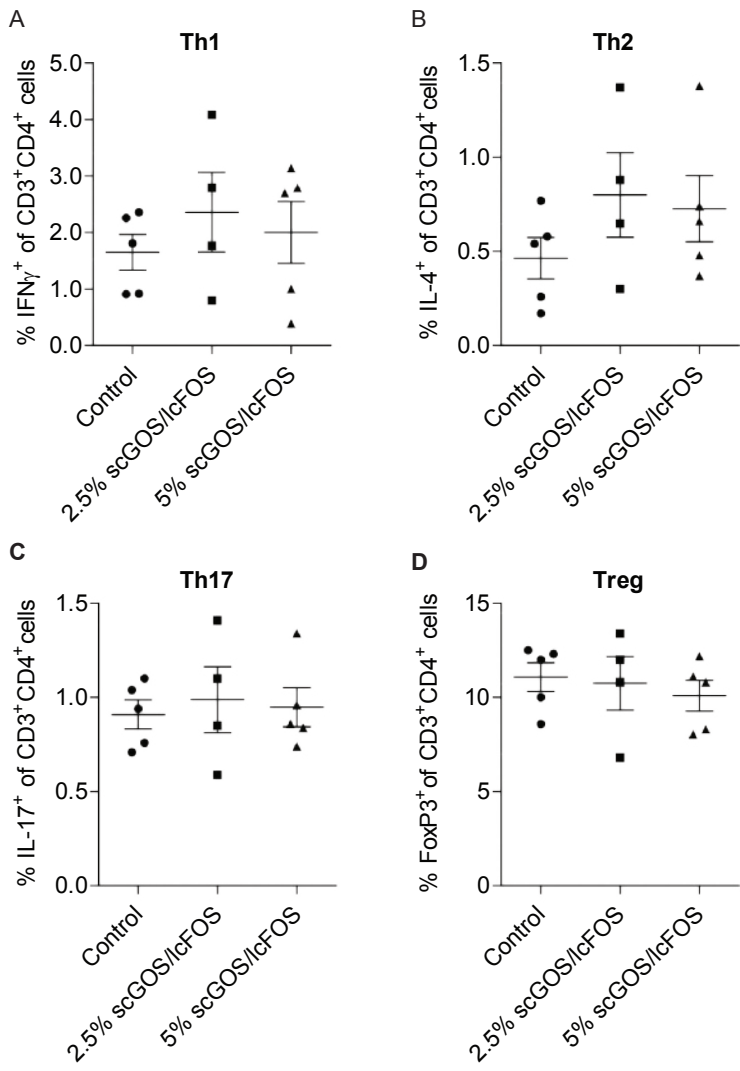 A
Th1
% IFNγ⁺ of CD3⁺CD4⁺ cells
5.0
4.0
3.0
2.0
1.0
0.0
Control
2.5% scGOS/lcFOS
5% scGOS/lcFOS
B
Th2
% IL-4⁺ of CD3⁺CD4⁺ cells
1.5
1.0
0.5
0.0
Control
2.5% scGOS/lcFOS
5% scGOS/lcFOS
C
Th17
% IL-17⁺ of CD3⁺CD4⁺cells
1.5
1.0
0.5
0.0
Control
2.5% scGOS/lcFOS
5% scGOS/lcFOS
D
Treg
% FoxP3⁺ of CD3⁺CD4⁺ cells
15
10
5
0
Control
2.5% scGOS/lcFOS
5% scGOS/lcFOS